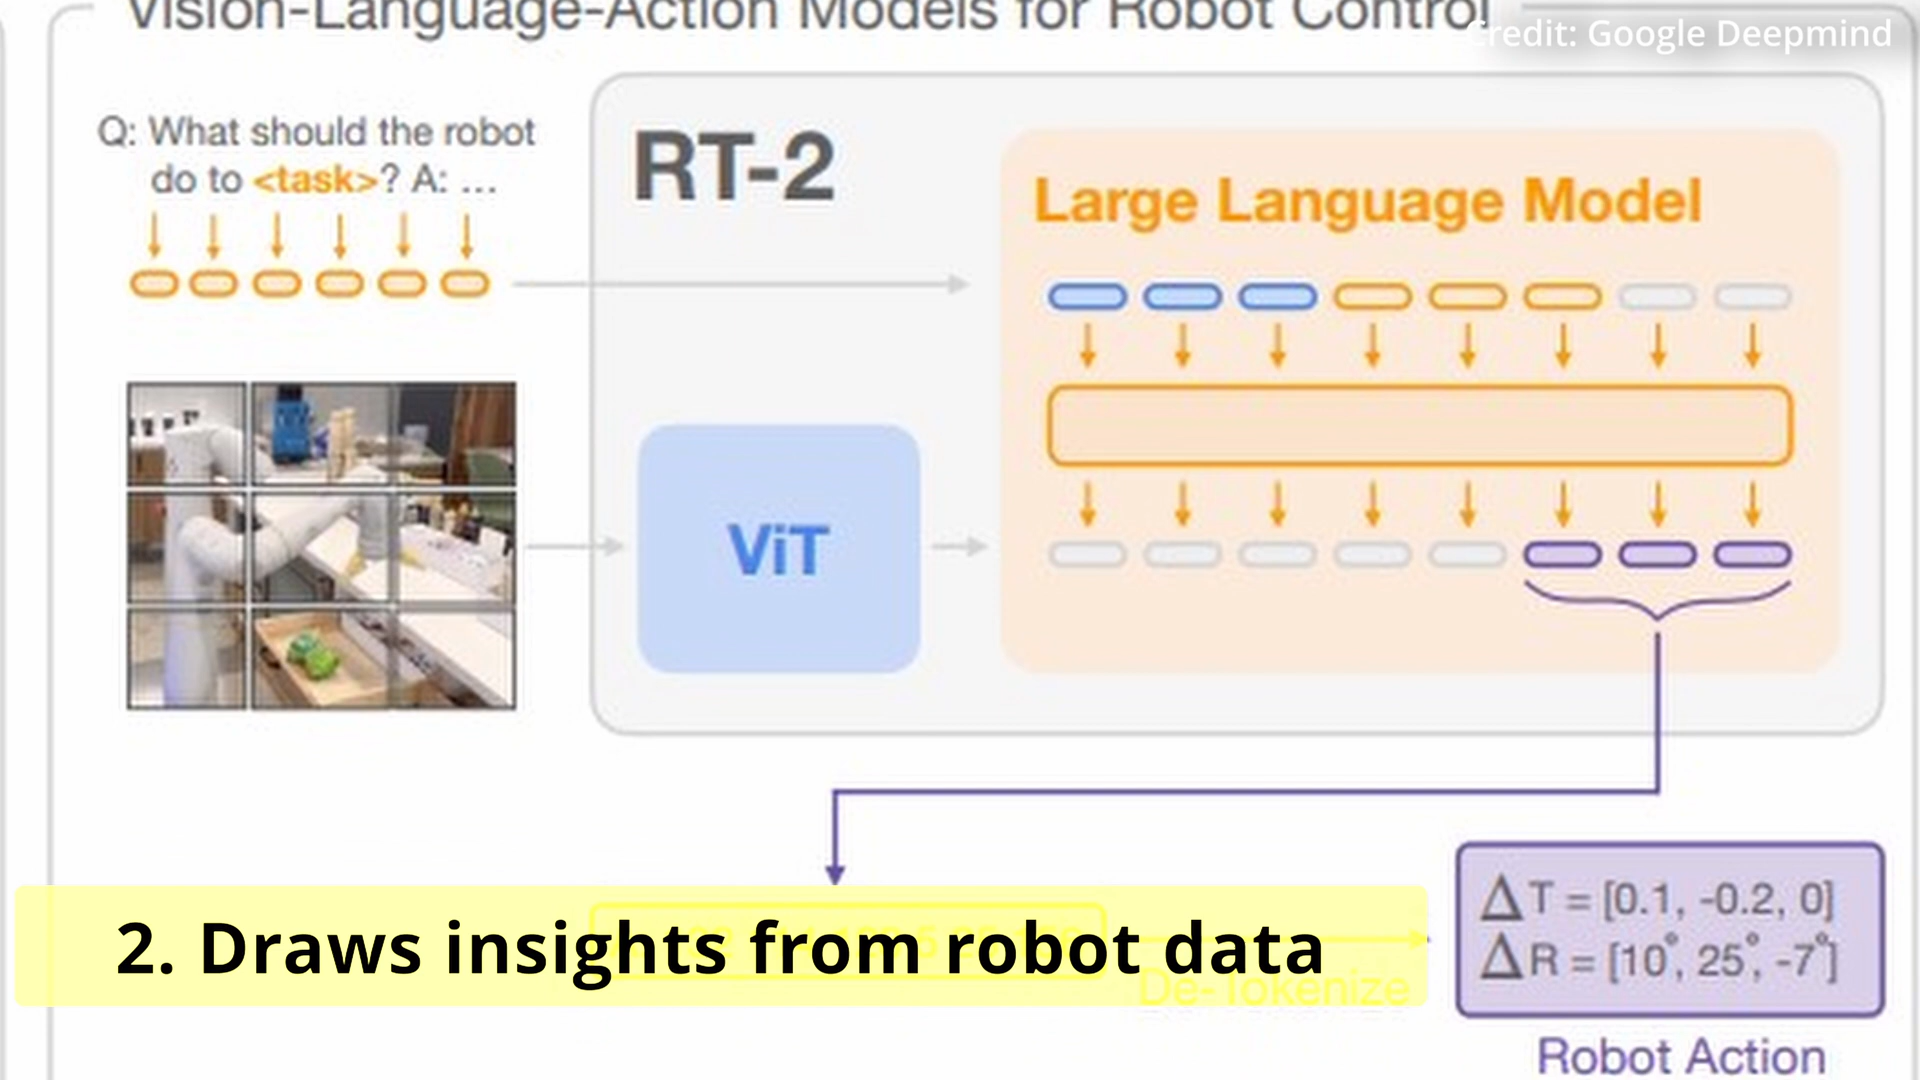 Vision-Language-Action Models for Robot Control
Credit: Google Deepmind
Q: What should the robot
do to <task>? A: ...
RT-2
Large Language Model
ViT
2. Draws insights from robot data
De-Tokenize
Δ T = [0.1, -0.2, 0]
Δ R = [10°, 25°, -7°]
Robot Action